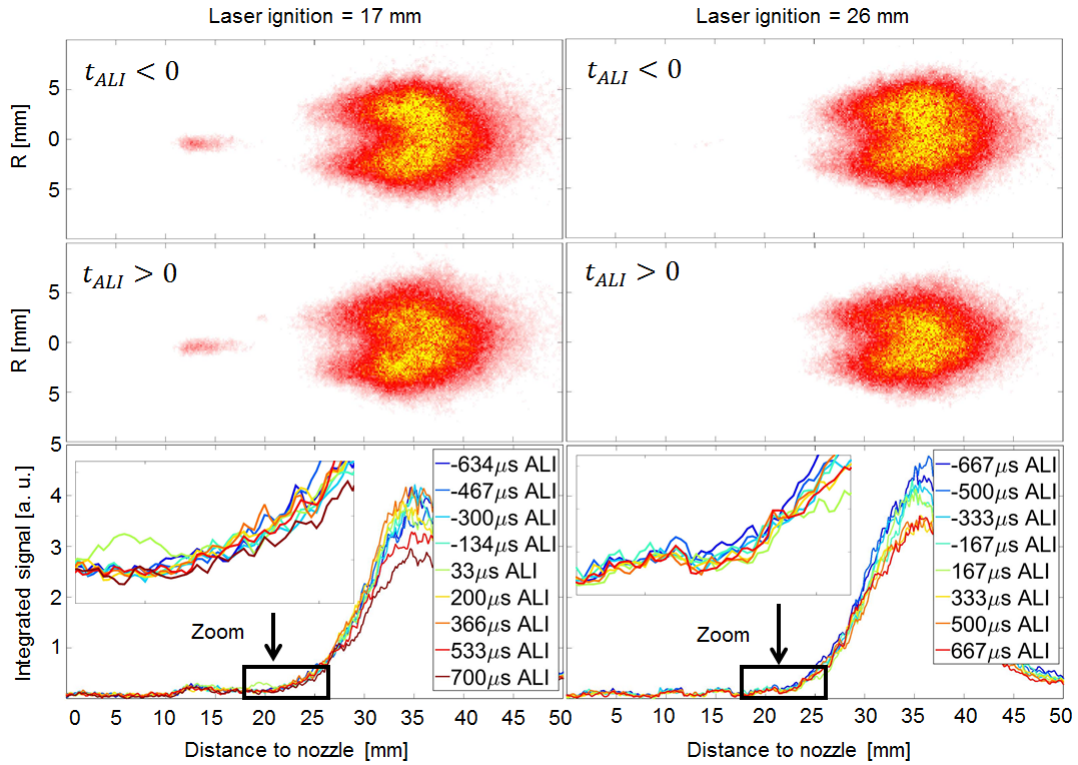 Laser ignition = 17 mm
Laser ignition = 26 mm
t_ALI < 0
t_ALI < 0
R [mm]
5
0
5
R [mm]
t_ALI > 0
t_ALI > 0
R [mm]
5
0
5
R [mm]
Integrated signal [a. u.]
5
4
3
2
1
Zoom
-634μs ALI
-467μs ALI
-300μs ALI
-134μs ALI
33μs ALI
200μs ALI
366μs ALI
533μs ALI
700μs ALI
Zoom
-667μs ALI
-500μs ALI
-333μs ALI
-167μs ALI
167μs ALI
333μs ALI
500μs ALI
667μs ALI
0 5 10 15 20 25 30 35 40 45 50
5 10 15 20 25 30 35 40 45 50
Distance to nozzle [mm]
Distance to nozzle [mm]